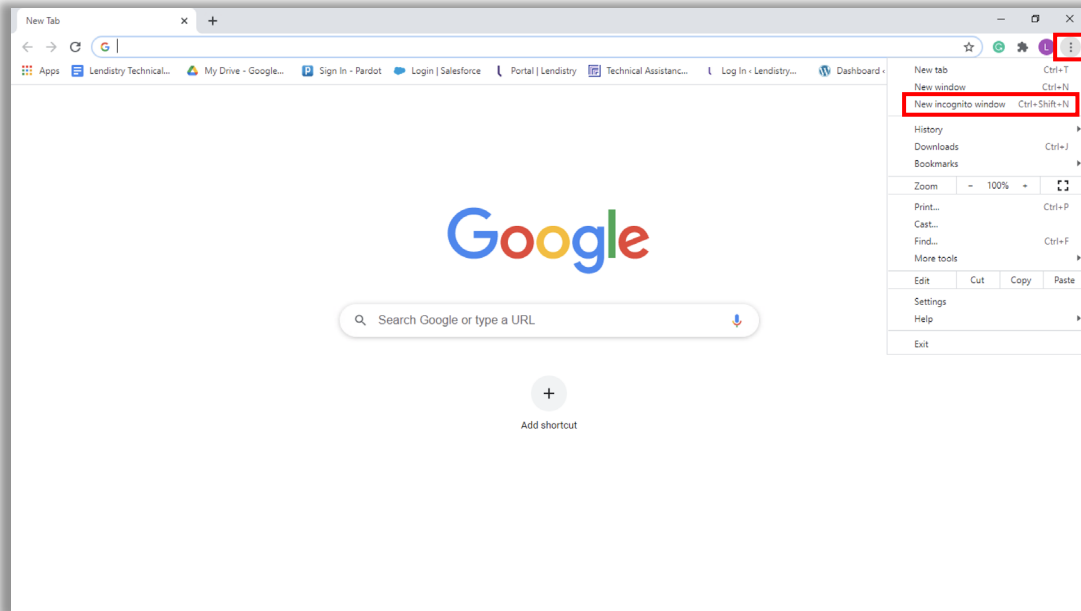 New Tab
Apps Lendistry Technical... My Drive - Google... Sign In - Pardot Login | Salesforce Portal | Lendistry Technical Assistanc... Log In ‹ Lendistry... Dashboard ‹
L
New tab Ctrl+T
New window Ctrl+N
New incognito window Ctrl+Shift+N
History
Downloads Ctrl+J
Bookmarks
Zoom - 100% +
Print... Ctrl+P
Cast...
Find... Ctrl+F
More tools
Edit Cut Copy Paste
Settings
Help
Exit
Google
Search Google or type a URL
Add shortcut